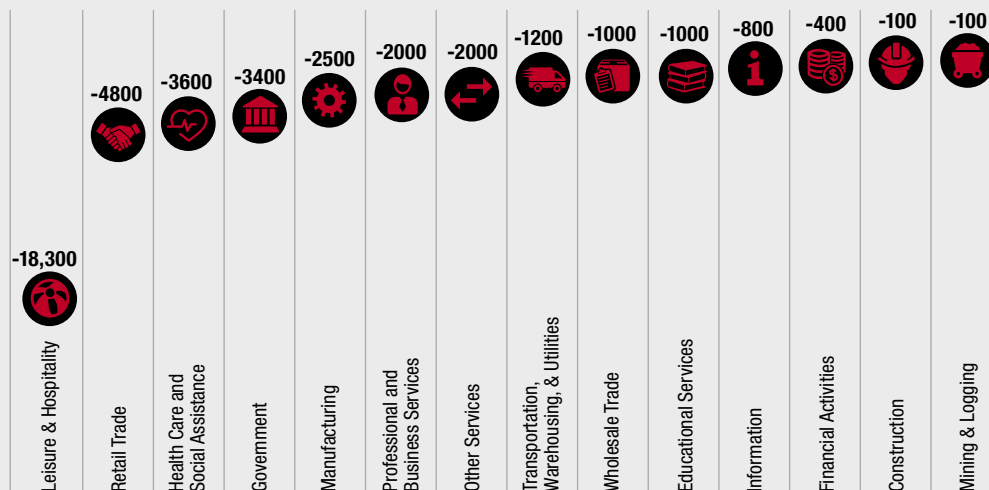 -18,300
Leisure & Hospitality
-4800
Retail Trade
-3600
Health Care and
Social Assistance
-3400
Government
-2500
Manufacturing
-2000
Professional and
Business Services
-2000
Other Services
-1200
Transportation,
Warehousing, & Utilities
-1000
Wholesale Trade
-1000
Educational Services
-800
Information
-400
$
Financial Activities
-100
Construction
-100
Mining & Logging